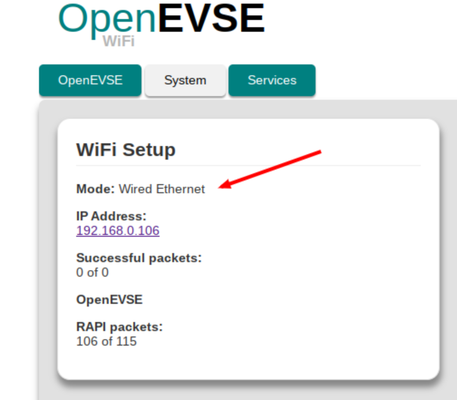 OpenEVSE
WiFi
OpenEVSE System Services
WiFi Setup
Mode: Wired Ethernet
IP Address:
192.168.0.106
Successful packets:
0 of 0
OpenEVSE
RAPI packets:
106 of 115